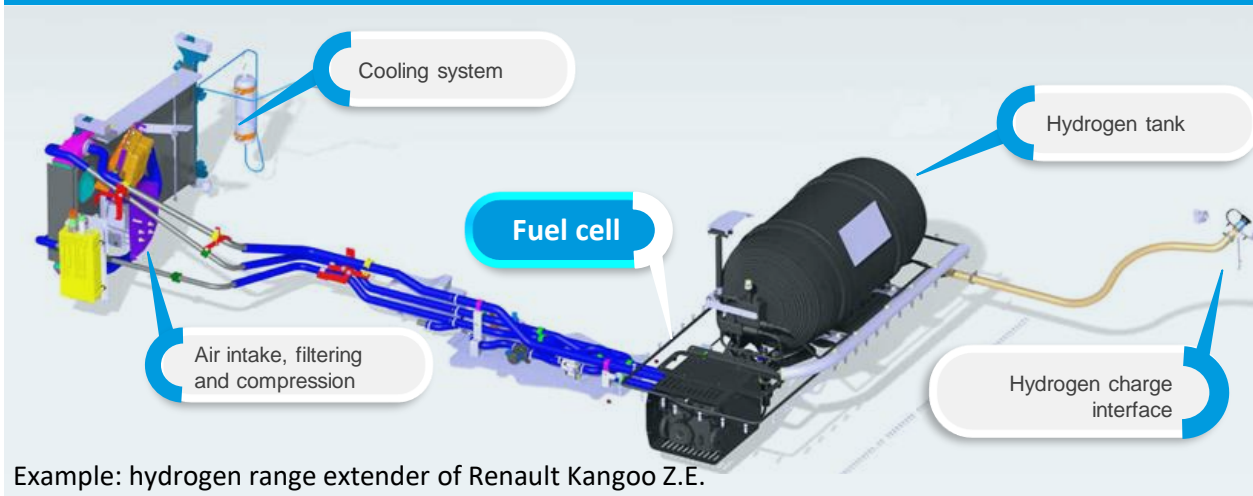 Cooling system
Hydrogen tank
Fuel cell
Air intake, filtering
and compression
Hydrogen charge
interface
Example: hydrogen range extender of Renault Kangoo Z.E.